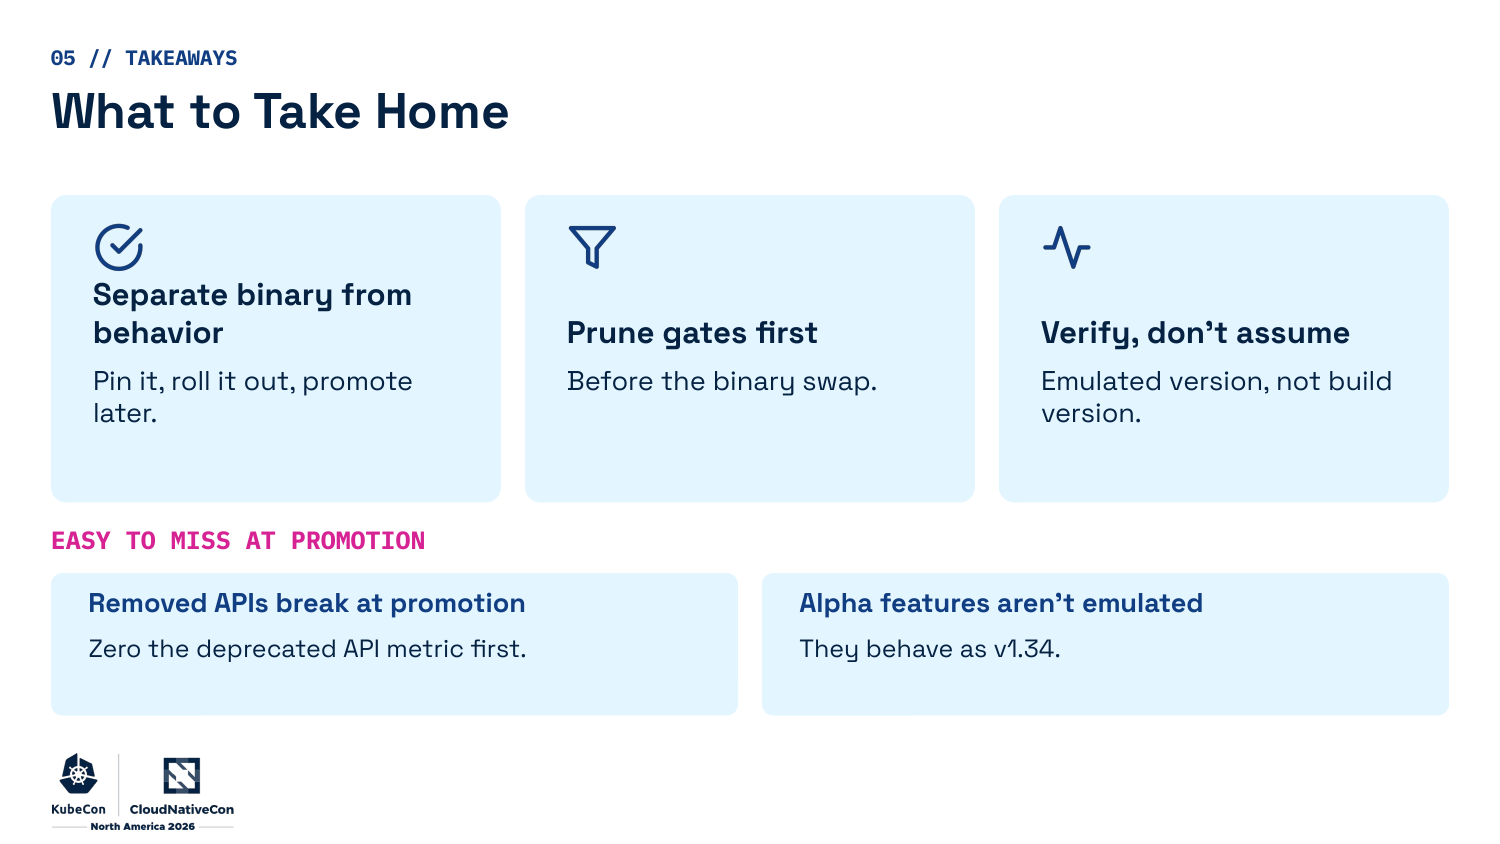 05 // TAKEAWAYS
What to Take Home
Separate binary from
behavior
Pin it, roll it out, promote
later.
Prune gates first
Before the binary swap.
Verify, don't assume
Emulated version, not build
version.
EASY TO MISS AT PROMOTION
Removed APIs break at promotion
Zero the deprecated API metric first.
Alpha features aren't emulated
They behave as v1.34.
KubeCon
CloudNativeCon
North America 2026